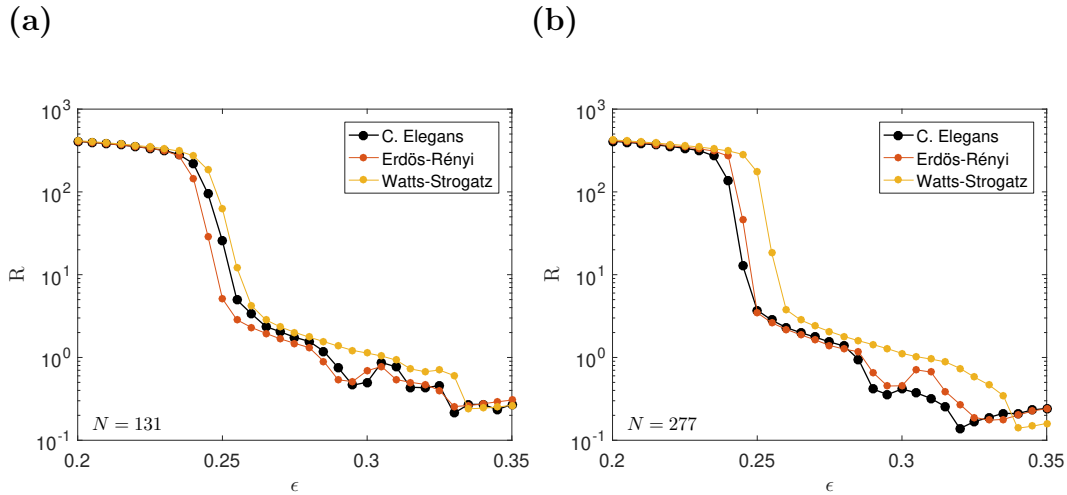 (a)
10^3
10^2
10^1
10^0
10^-1
R
C. Elegans
Erdös-Rényi
Watts-Strogatz
N = 131
0.2 0.25 0.3 0.35
ϵ
(b)
10^3
10^2
10^1
10^0
10^-1
R
C. Elegans
Erdös-Rényi
Watts-Strogatz
N = 277
0.2 0.25 0.3 0.35
ϵ